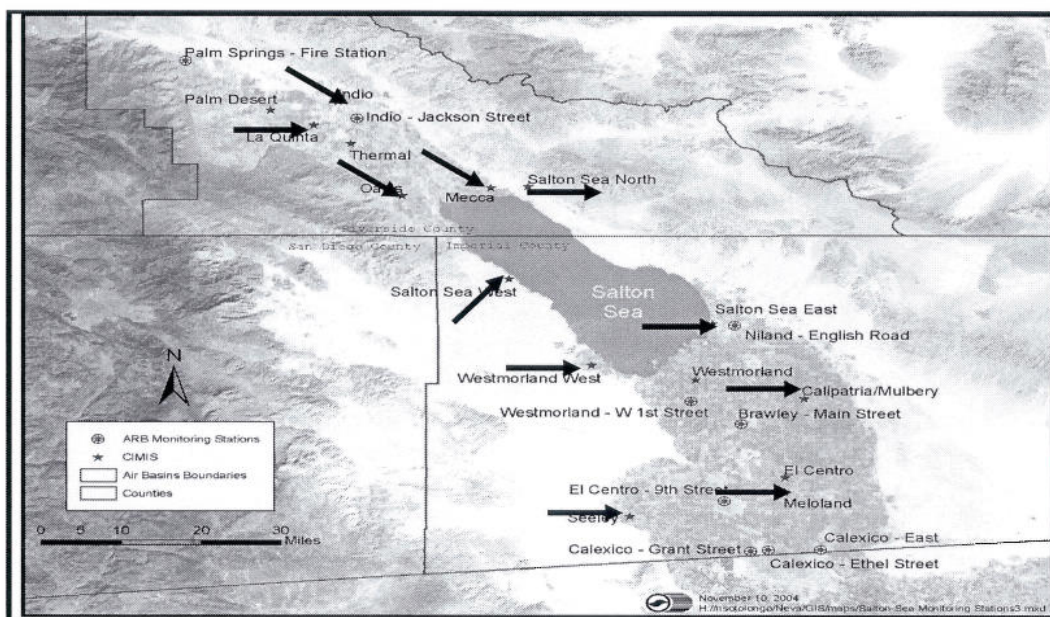 Palm Springs - Fire Station
Indio
Palm Desert
Indio - Jackson Street
La Quinta
Thermal
Oasis
Mecca
Salton Sea North
Riverside County
San Diego County
Imperial County
Salton Sea West
Salton
Sea
Salton Sea East
Niland - English Road
N
Westmorland West
Westmorland
Calipatria/Mulbery
Westmorland - W 1st Street
Brawley - Main Street
ARB Monitoring Stations
CIMIS
Air Basins Boundaries
Counties
El Centro
El Centro - 9th Street
Meloland
Seeley
0 5 10 20 30
Miles
Calexico - East
Calexico - Grant Street
Calexico - Ethel Street
November 10, 2004